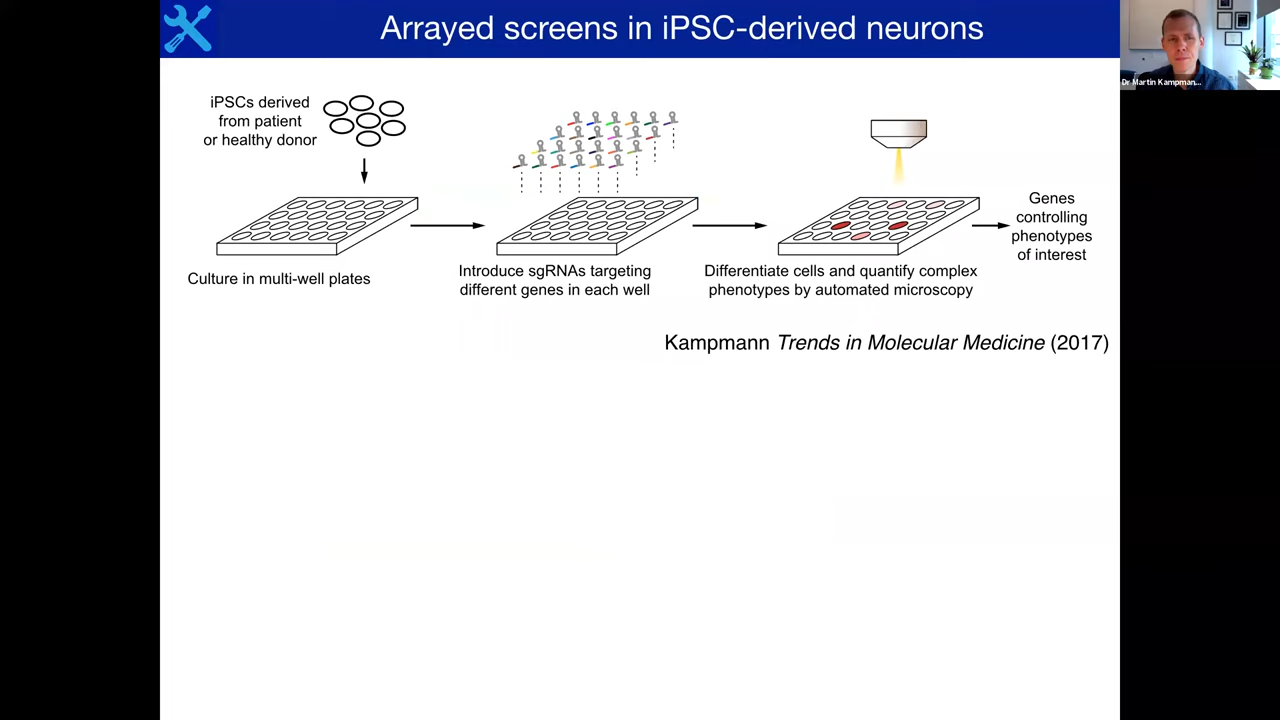 Arrayed screens in iPSC-derived neurons
Dr Martin Kampman...
iPSCs derived
from patient
or healthy donor
Culture in multi-well plates
Introduce sgRNAs targeting
different genes in each well
Differentiate cells and quantify complex
phenotypes by automated microscopy
Genes
controlling
phenotypes
of interest
Kampmann Trends in Molecular Medicine (2017)